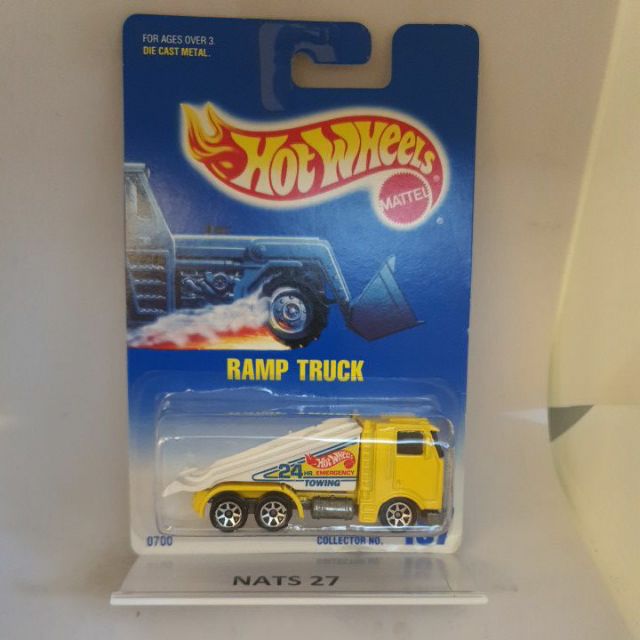 FOR AGES OVER 3
DIE CAST METAL.
HOT WHEELS®
MATTEL®
RAMP TRUCK
HOT WHEELS
24 HR. EMERGENCY
TOWING
0700
COLLECTOR NO.
NATS 27